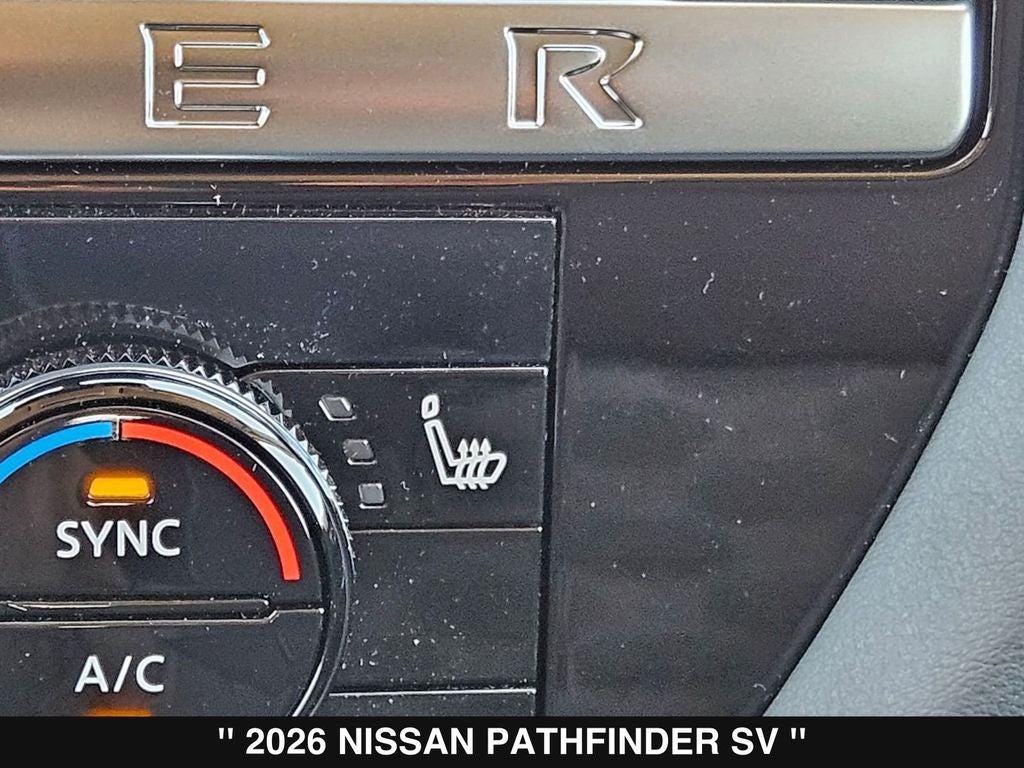 E R
SYNC
A/C
" 2026 NISSAN PATHFINDER SV "